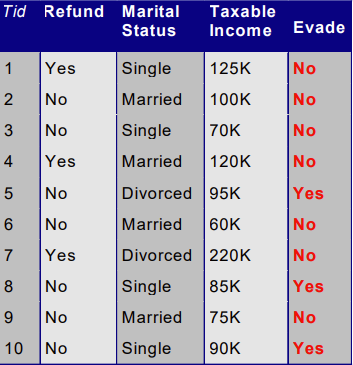 Tid Refund Marital Status Taxable Income Evade
1 Yes Single 125K No
2 No Married 100K No
3 No Single 70K No
4 Yes Married 120K No
5 No Divorced 95K Yes
6 No Married 60K No
7 Yes Divorced 220K No
8 No Single 85K Yes
9 No Married 75K No
10 No Single 90K Yes